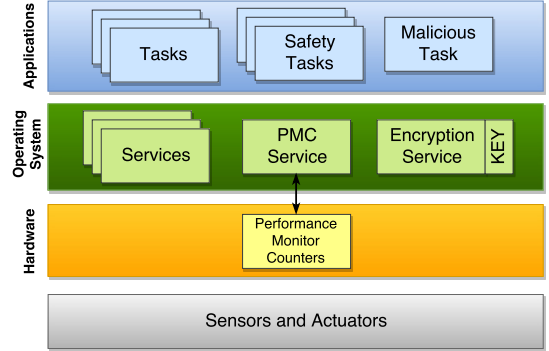 Applications
Tasks
Safety
Tasks
Malicious
Task
Operating
System
Services
PMC
Service
Encryption
Service
KEY
Hardware
Performance
Monitor
Counters
Sensors and Actuators